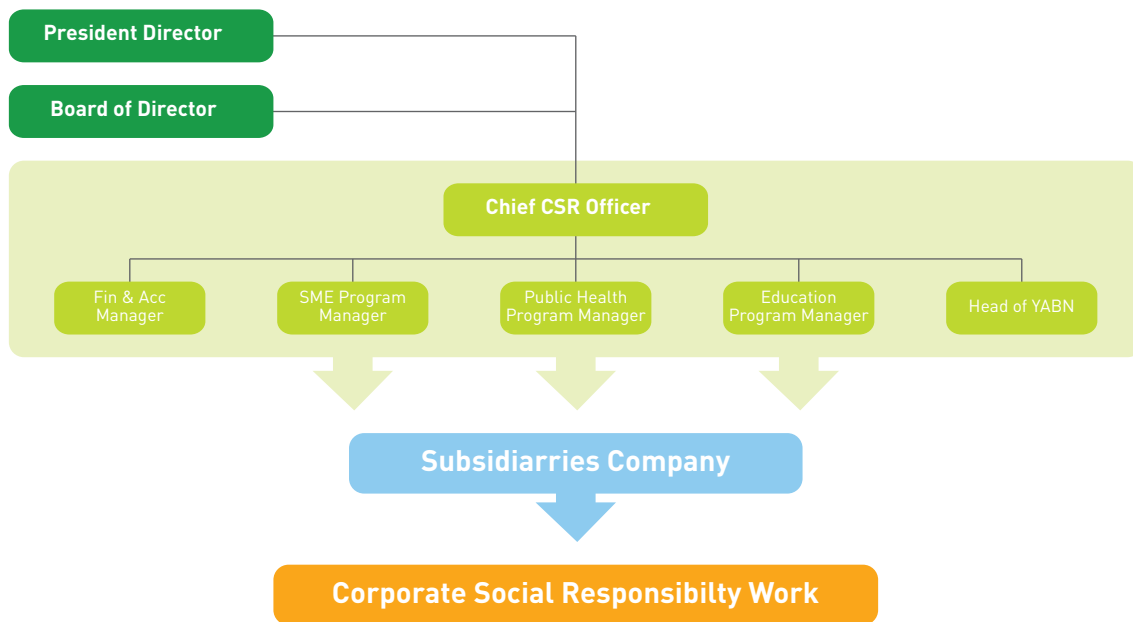 President Director
Board of Director
Chief CSR Officer
Fin & Acc
Manager
SME Program
Manager
Public Health
Program Manager
Education
Program Manager
Head of YABN
Subsidiarries Company
Corporate Social Responsibilty Work